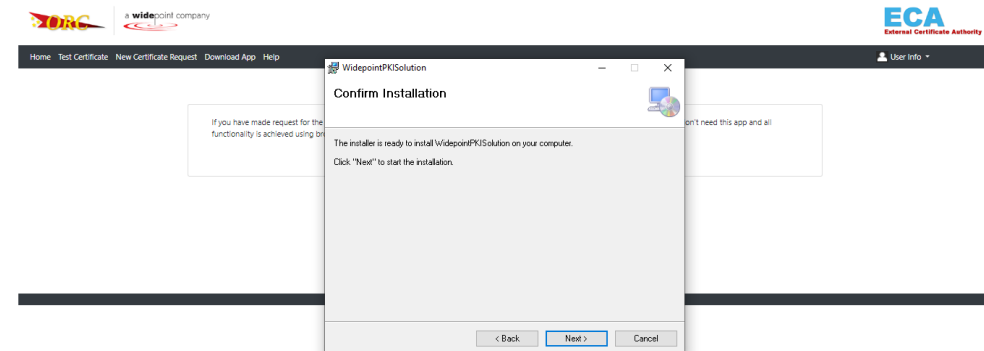 ORC
a widepoint company
ECA
External Certificate Authority
Home Test Certificate New Certificate Request Download App Help
User Info
WidepointPKISolution
Confirm Installation
If you have made request for the
on't need this app and all
functionality is achieved using br
The installer is ready to install WidepointPKISolution on your computer.
Click "Next" to start the installation.
< Back
Next >
Cancel